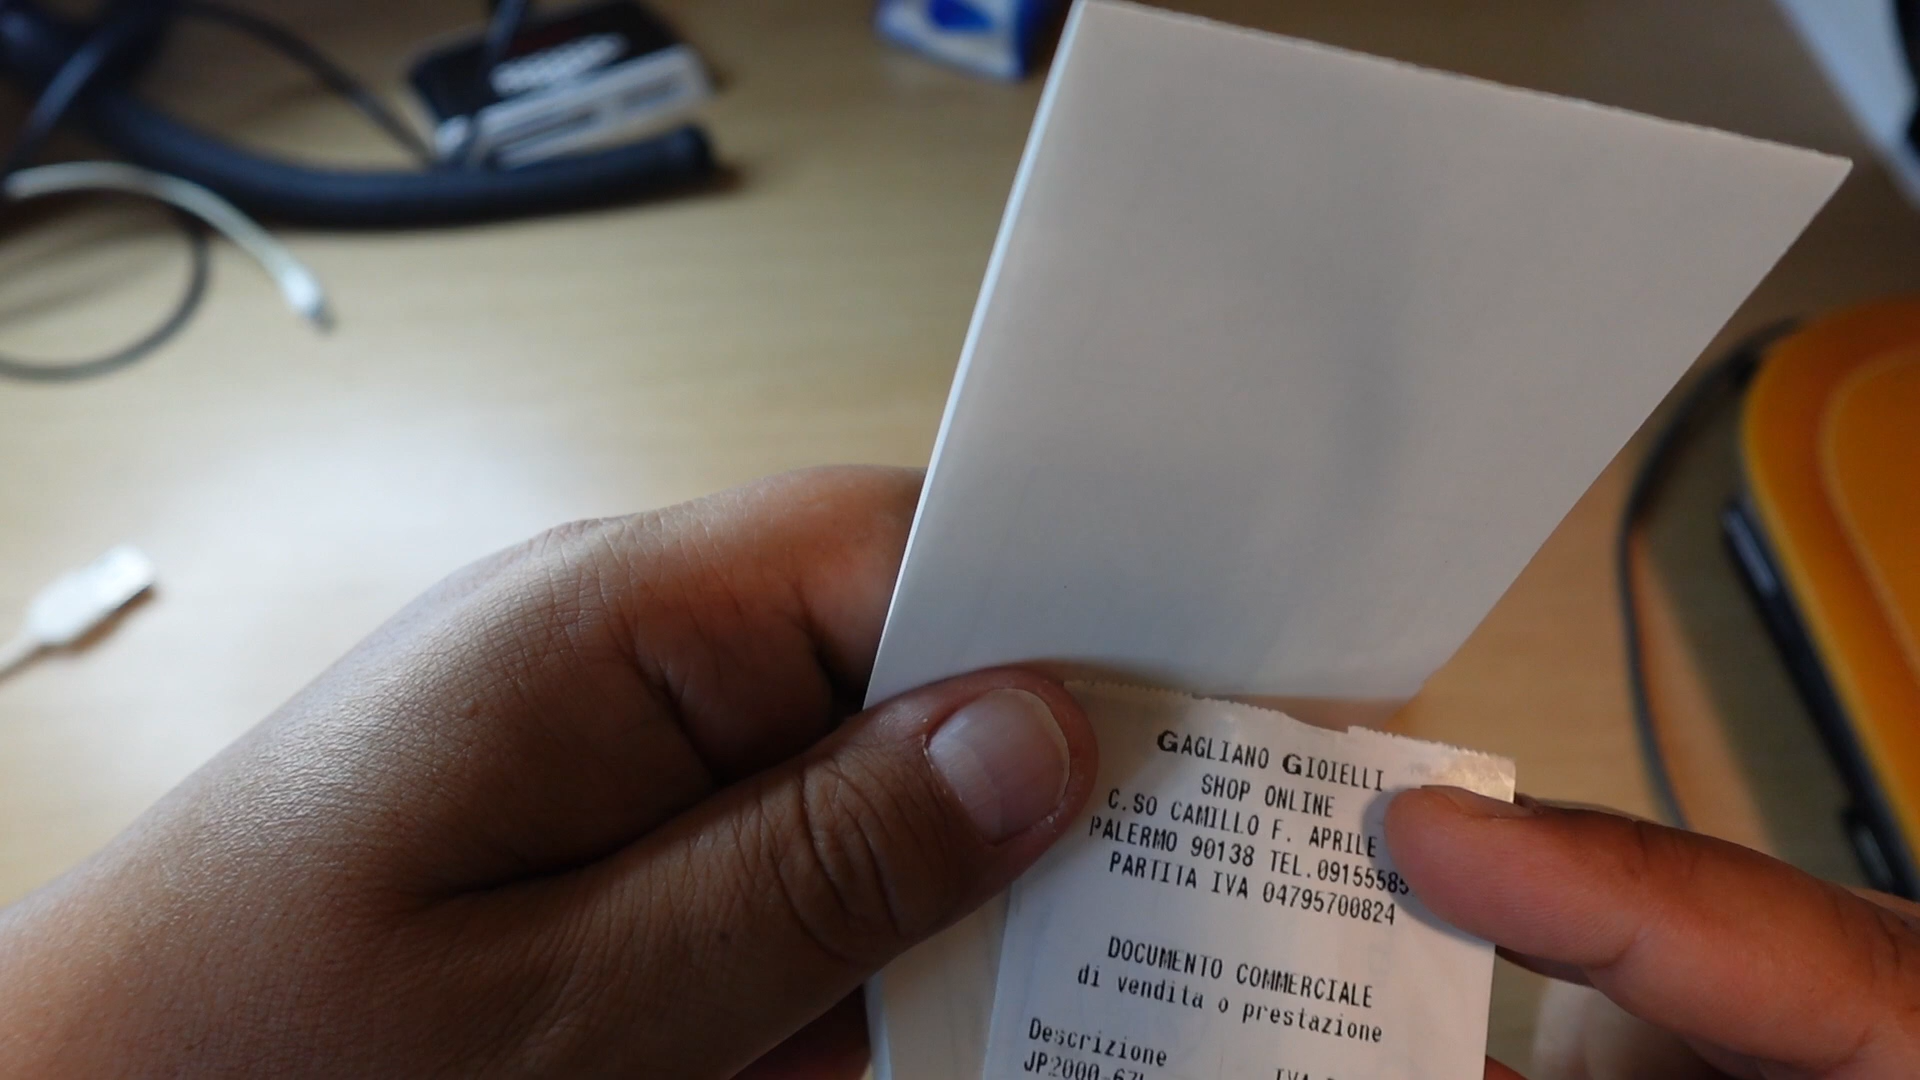 GAGLIANO GIOIELLI
SHOP ONLINE
C.SO CAMILLO F. APRILE
PALERMO 90138 TEL.09155585
PARTITA IVA 04795700824
DOCUMENTO COMMERCIALE
di vendita o prestazione
Descrizione IVA